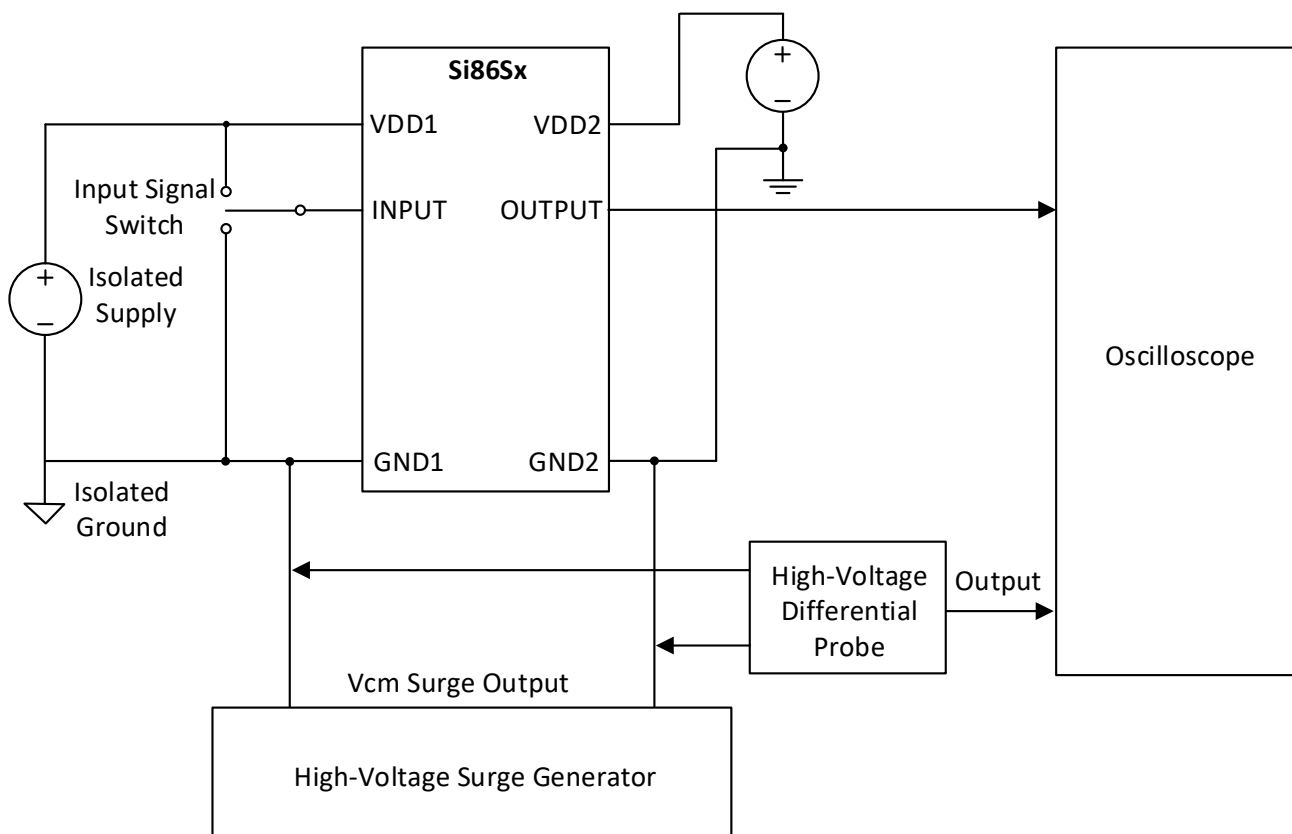 Si86Sx
VDD1
VDD2
+
−
Input Signal
Switch
INPUT
OUTPUT
+
−
Isolated
Supply
Oscilloscope
GND1
GND2
Isolated
Ground
High-Voltage
Differential
Probe
Output
Vcm Surge Output
High-Voltage Surge Generator